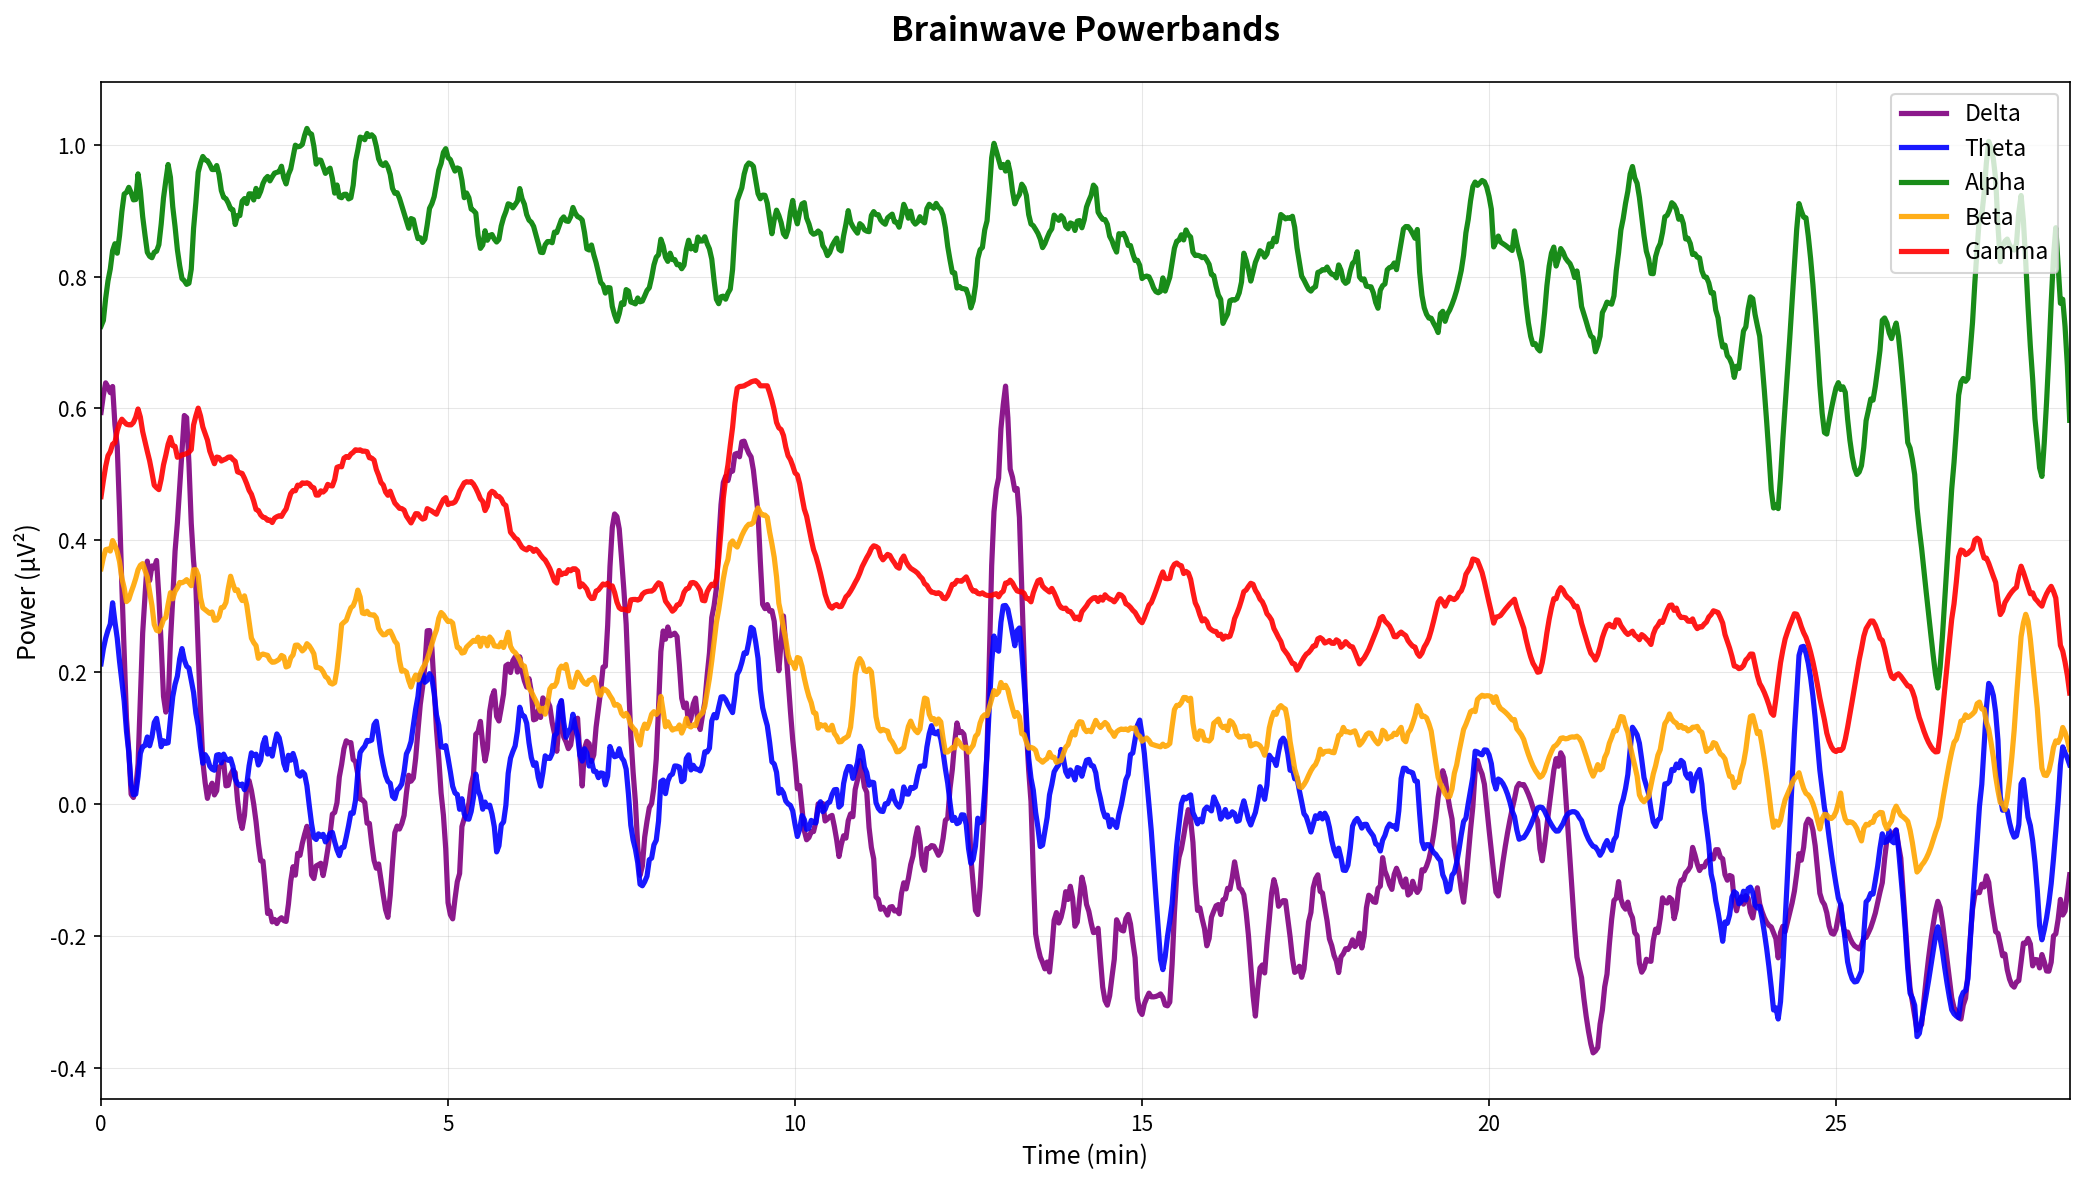 Brainwave Powerbands
Delta
Theta
Alpha
Beta
Gamma
1.0
0.8
0.6
0.4
0.2
0.0
-0.2
-0.4
Power (µV²)
0 5 10 15 20 25
Time (min)